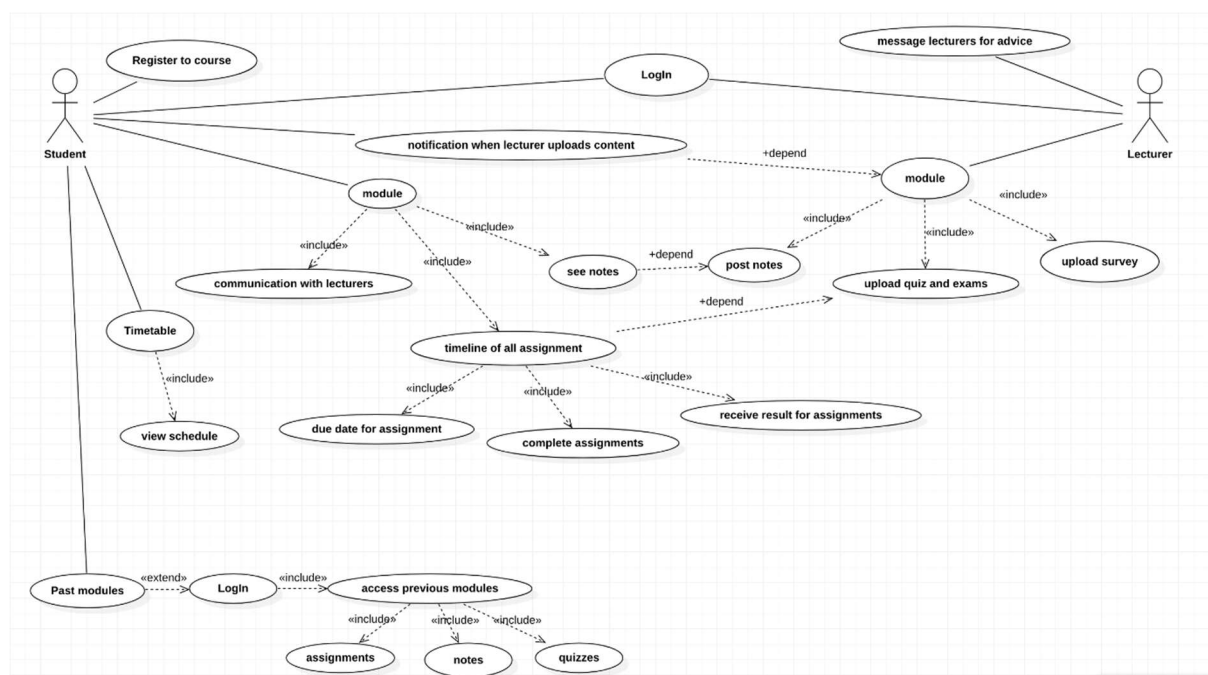 message lecturers for advice
Register to course
LogIn
Student
Lecturer
notification when lecturer uploads content
+depend
module
module
«include»
«include»
«include»
«include»
«include»
«include»
+depend
see notes
post notes
upload survey
communication with lecturers
upload quiz and exams
+depend
Timetable
timeline of all assignment
«include»
«include»
«include»
«include»
due date for assignment
receive result for assignments
view schedule
complete assignments
Past modules
«extend»
LogIn
«include»
access previous modules
«include»
«include»
«include»
assignments
notes
quizzes